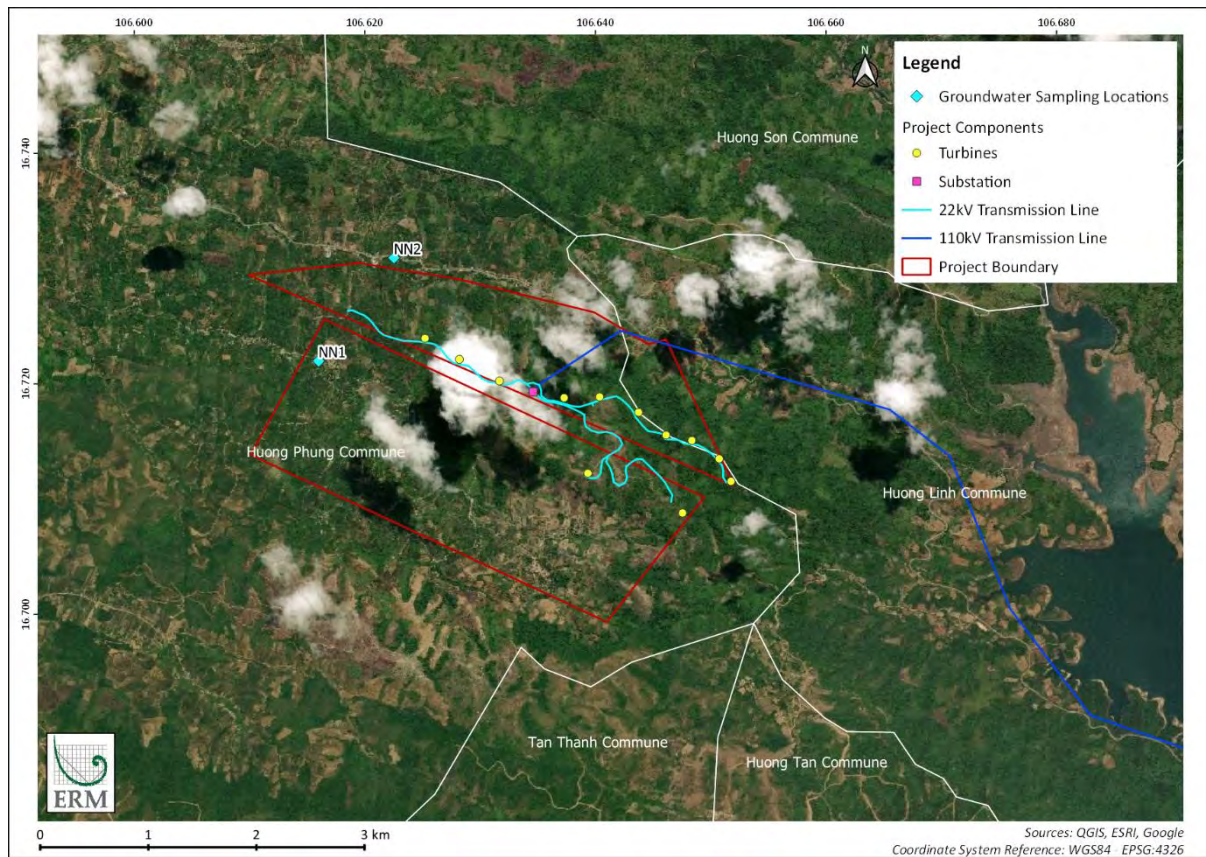 106.600 106.620 106.640 106.660 106.680
16.740
16.720
16.700
N
Legend
Groundwater Sampling Locations
Project Components
Turbines
Substation
22kV Transmission Line
110kV Transmission Line
Project Boundary
Huong Son Commune
NN2
NN1
Huong Phung Commune
Huong Linh Commune
Tan Thanh Commune
Huong Tan Commune
ERM
0 1 2 3 km
Sources: QGIS, ESRI, Google
Coordinate System Reference: WGS84 - EPSG:4326